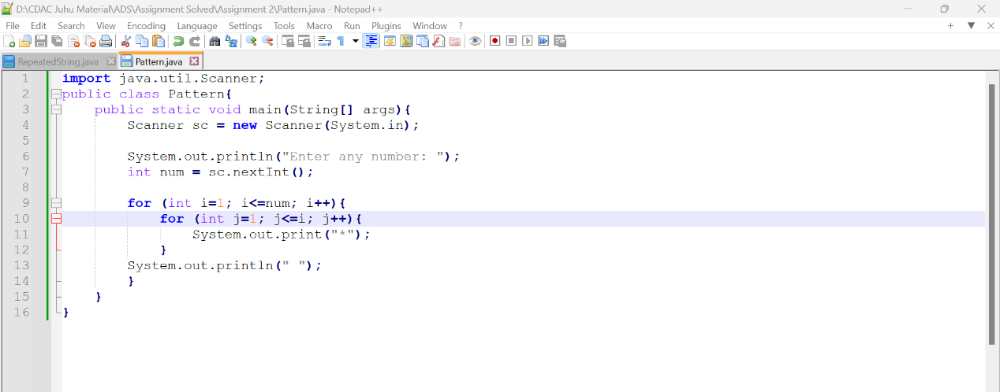 D:\CDAC Juhu Material\ADS\Assignment Solved\Assignment 2\Pattern.java - Notepad++
File Edit Search View Encoding Language Settings Tools Macro Run Plugins Window ?
RepeatedString.java Pattern.java
1 import java.util.Scanner;
2 public class Pattern{
3 public static void main(String[] args){
4 Scanner sc = new Scanner(System.in);
5
6 System.out.println("Enter any number: ");
7 int num = sc.nextInt();
8
9 for (int i=1; i<=num; i++){
10 for (int j=1; j<=i; j++){
11 System.out.print("*");
12 }
13 System.out.println(" ");
14 }
15 }
16 }